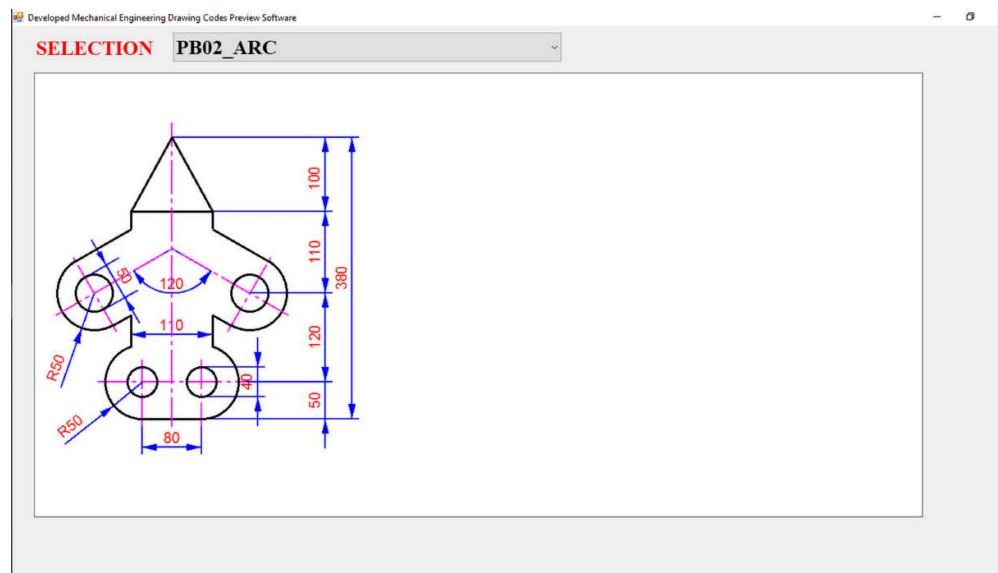 Developed Mechanical Engineering Drawing Codes Preview Software
SELECTION PB02_ARC
100
110
380
50
120
120
110
R50
40
50
R50
80